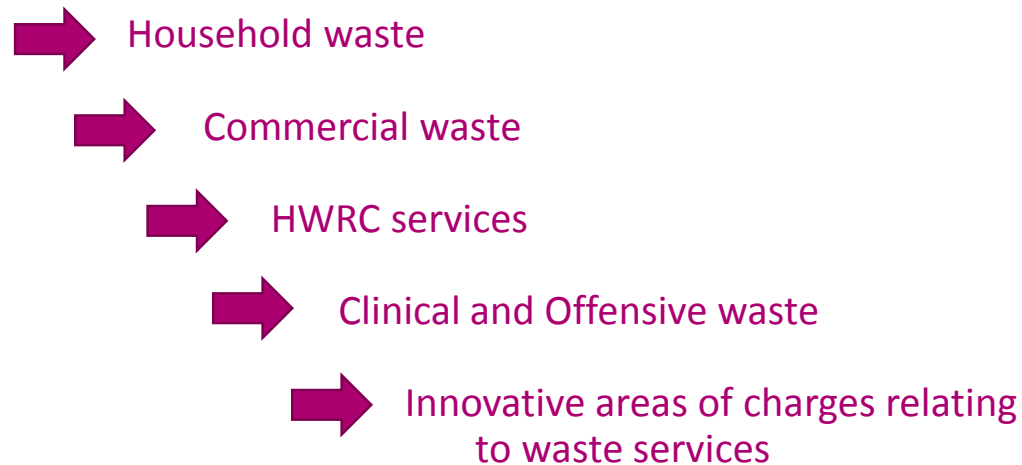 Household waste
Commercial waste
HWRC services
Clinical and Offensive waste
Innovative areas of charges relating
to waste services